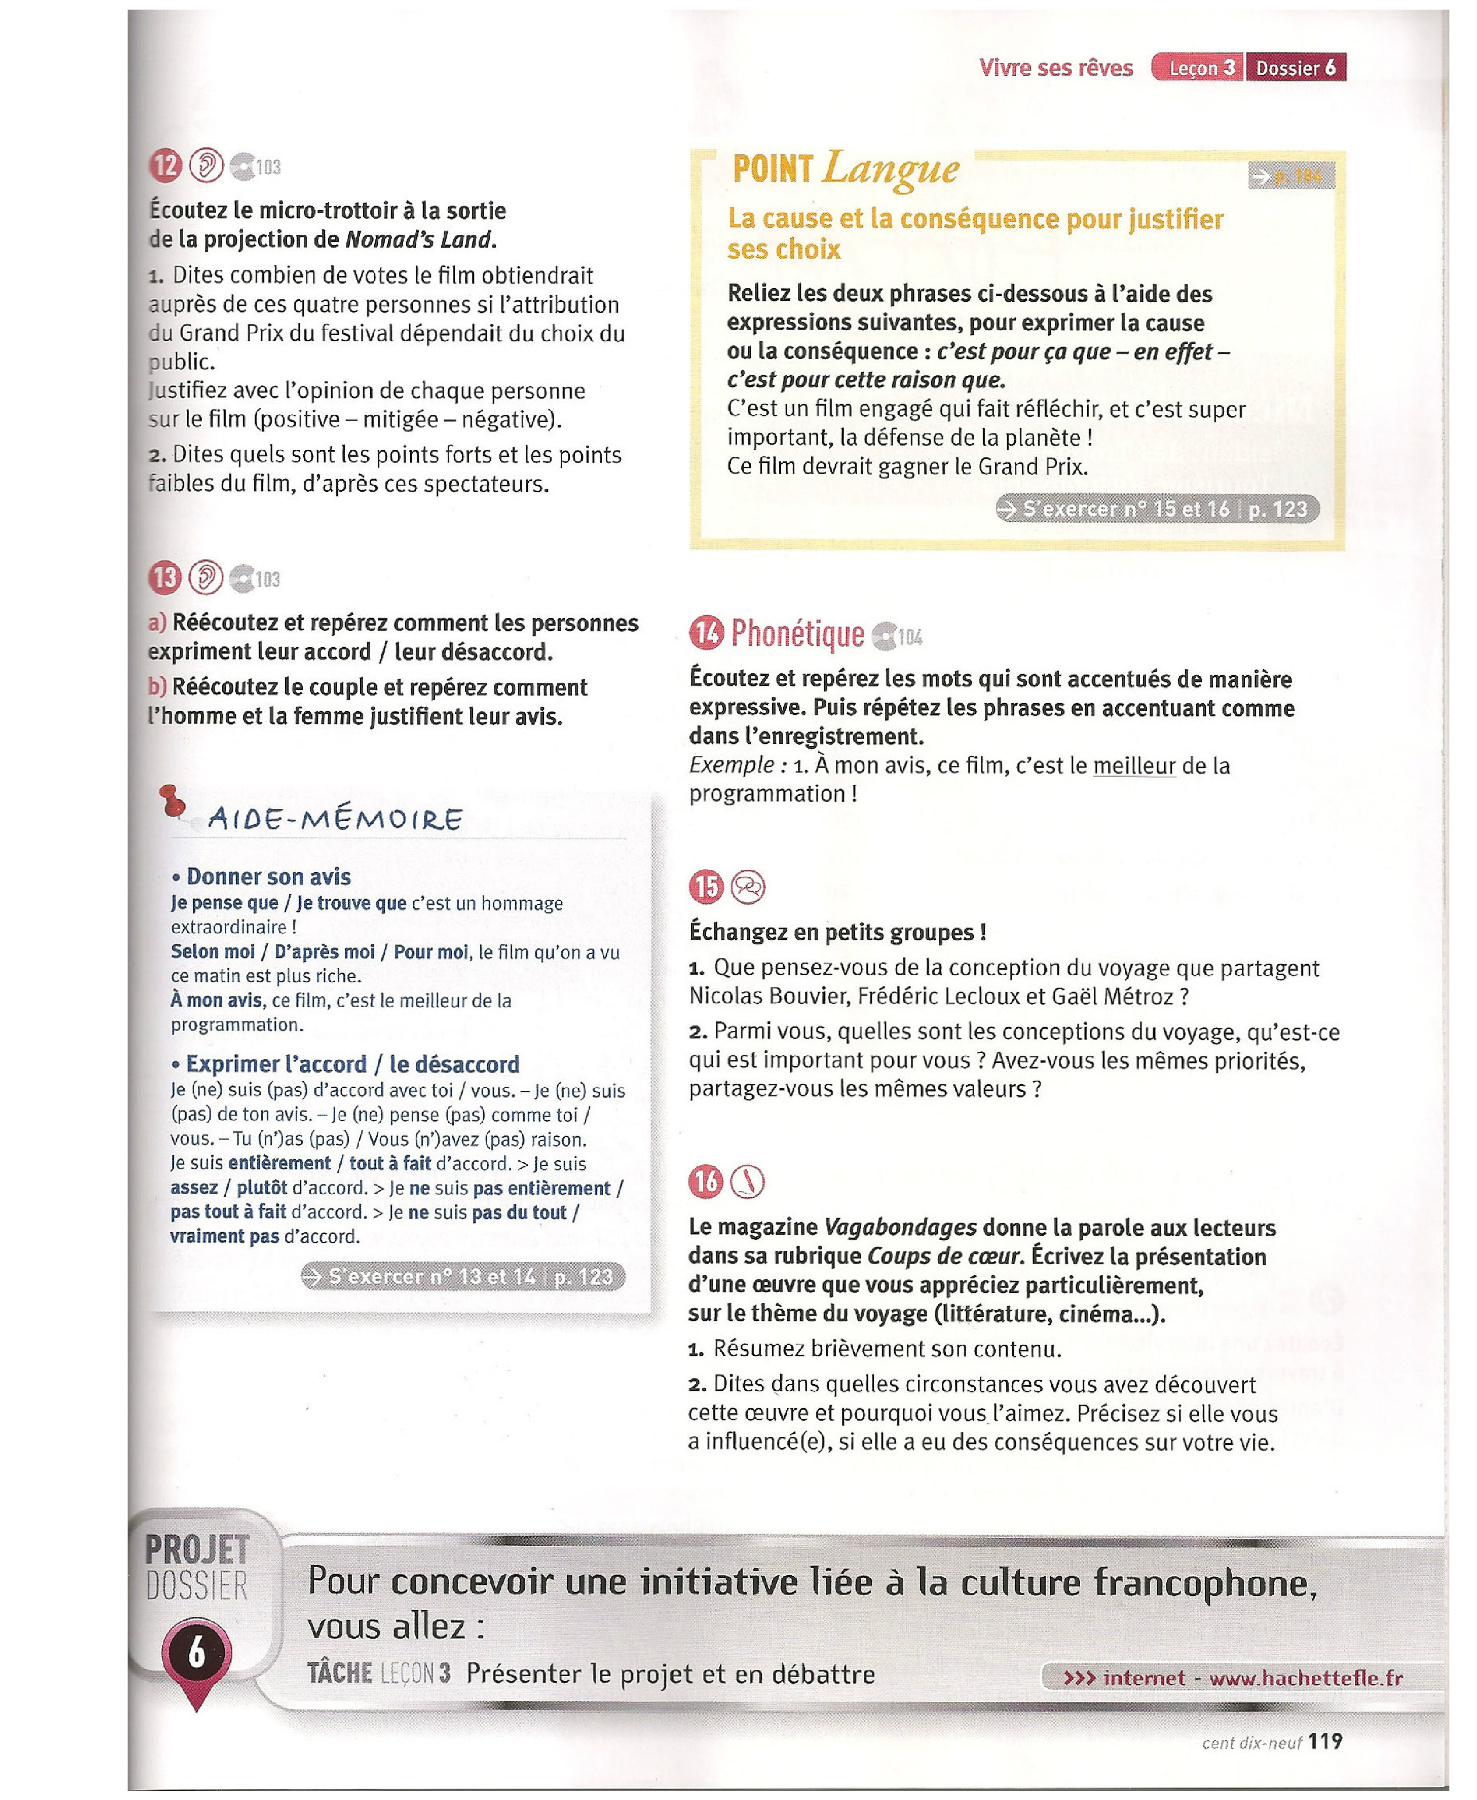 Vivre ses rêves Leçon 3 Dossier 6
12 103
Écoutez le micro-trottoir à la sortie
de la projection de Nomad's Land.
1. Dites combien de votes le film obtiendrait
auprès de ces quatre personnes si l'attribution
du Grand Prix du festival dépendait du choix du
public.
Justifiez avec l'opinion de chaque personne
sur le film (positive – mitigée – négative).
2. Dites quels sont les points forts et les points
faibles du film, d'après ces spectateurs.
13 103
a) Réécoutez et repérez comment les personnes
expriment leur accord / leur désaccord.
b) Réécoutez le couple et repérez comment
l'homme et la femme justifient leur avis.
AIDE-MÉMOIRE
• Donner son avis
Je pense que / Je trouve que c'est un hommage
extraordinaire !
Selon moi / D'après moi / Pour moi, le film qu'on a vu
ce matin est plus riche.
À mon avis, ce film, c'est le meilleur de la
programmation.
• Exprimer l'accord / le désaccord
Je (ne) suis (pas) d'accord avec toi / vous. – Je (ne) suis
(pas) de ton avis. – Je (ne) pense (pas) comme toi /
vous. – Tu (n')as (pas) / Vous (n')avez (pas) raison.
Je suis entièrement / tout à fait d'accord. > Je suis
assez / plutôt d'accord. > Je ne suis pas entièrement /
pas tout à fait d'accord. > Je ne suis pas du tout /
vraiment pas d'accord.
→ S'exercer n° 13 et 14 | p. 123
POINT Langue
→ p. 184
La cause et la conséquence pour justifier
ses choix
Reliez les deux phrases ci-dessous à l'aide des
expressions suivantes, pour exprimer la cause
ou la conséquence : c'est pour ça que – en effet –
c'est pour cette raison que.
C'est un film engagé qui fait réfléchir, et c'est super
important, la défense de la planète !
Ce film devrait gagner le Grand Prix.
→ S'exercer n° 15 et 16 | p. 123
14 Phonétique 104
Écoutez et repérez les mots qui sont accentués de manière
expressive. Puis répétez les phrases en accentuant comme
dans l'enregistrement.
Exemple : 1. À mon avis, ce film, c'est le meilleur de la
programmation !
15
Échangez en petits groupes !
1. Que pensez-vous de la conception du voyage que partagent
Nicolas Bouvier, Frédéric Lecloux et Gaël Métroz ?
2. Parmi vous, quelles sont les conceptions du voyage, qu'est-ce
qui est important pour vous ? Avez-vous les mêmes priorités,
partagez-vous les mêmes valeurs ?
16
Le magazine Vagabondages donne la parole aux lecteurs
dans sa rubrique Coups de cœur. Écrivez la présentation
d'une œuvre que vous appréciez particulièrement,
sur le thème du voyage (littérature, cinéma...).
1. Résumez brièvement son contenu.
2. Dites dans quelles circonstances vous avez découvert
cette œuvre et pourquoi vous l'aimez. Précisez si elle vous
a influencé(e), si elle a eu des conséquences sur votre vie.
PROJET
DOSSIER
6
Pour concevoir une initiative liée à la culture francophone,
vous allez :
TÂCHE LEÇON 3 Présenter le projet et en débattre
>>> internet - www.hachettefle.fr
cent dix-neuf 119